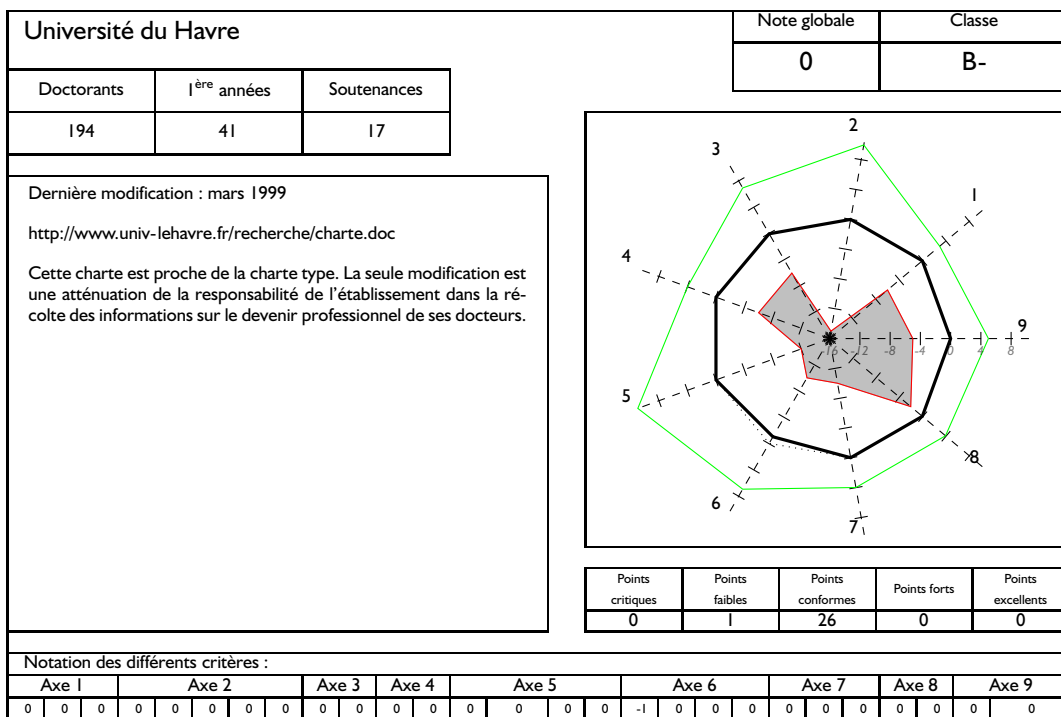 Université du Havre
Note globale Classe
0 B-
Doctorants 1ère années Soutenances
194 41 17
Dernière modification : mars 1999
http://www.univ-lehavre.fr/recherche/charte.doc
Cette charte est proche de la charte type. La seule modification est
une atténuation de la responsabilité de l'établissement dans la ré-
colte des informations sur le devenir professionnel de ses docteurs.
2
3
1
4
9
-16 -12 -8 -4 0 4 8
5
8
6
7
Points critiques Points faibles Points conformes Points forts Points excellents
0 1 26 0 0
Notation des différents critères :
Axe 1 Axe 2 Axe 3 Axe 4 Axe 5 Axe 6 Axe 7 Axe 8 Axe 9
0 0 0 0 0 0 0 0 0 0 0 0 0 0 0 0 -1 0 0 0 0 0 0 0 0 0 0